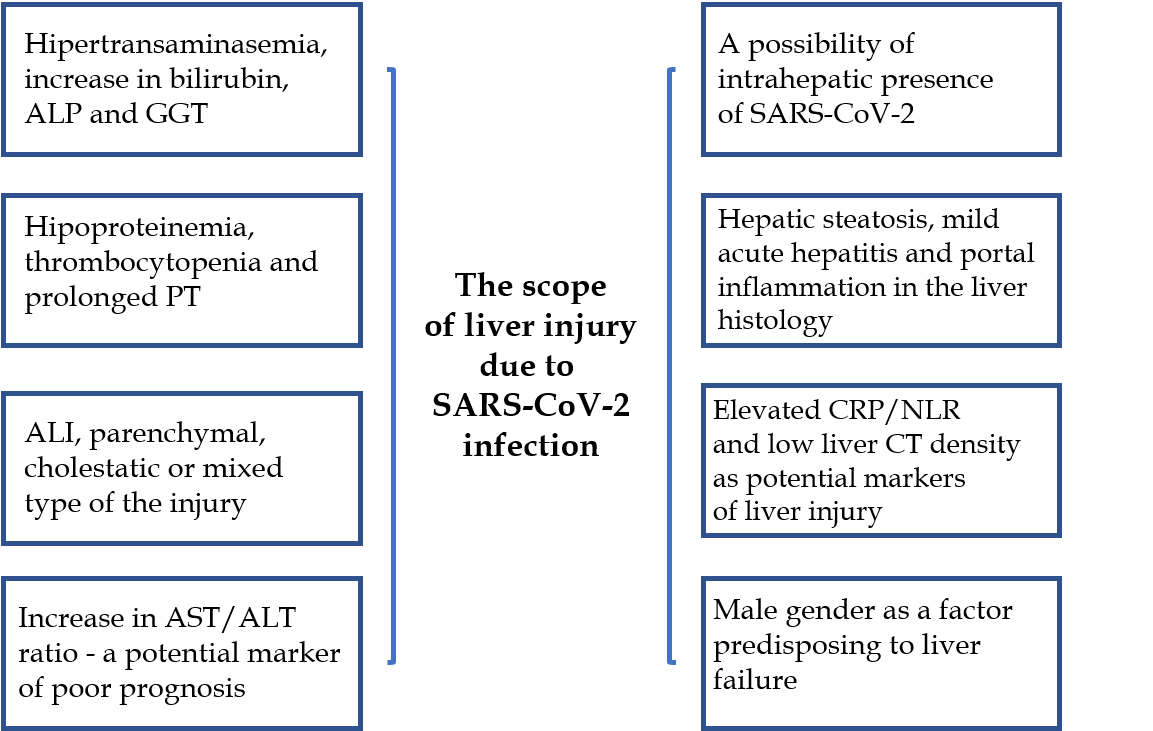 Hipertransaminasemia,
increase in bilirubin,
ALP and GGT
Hipoproteinemia,
thrombocytopenia and
prolonged PT
ALI, parenchymal,
cholestatic or mixed
type of the injury
Increase in AST/ALT
ratio - a potential marker
of poor prognosis
The scope
of liver injury
due to
SARS-CoV-2
infection
A possibility of
intrahepatic presence
of SARS-CoV-2
Hepatic steatosis, mild
acute hepatitis and portal
inflammation in the liver
histology
Elevated CRP/NLR
and low liver CT density
as potential markers
of liver injury
Male gender as a factor
predisposing to liver
failure